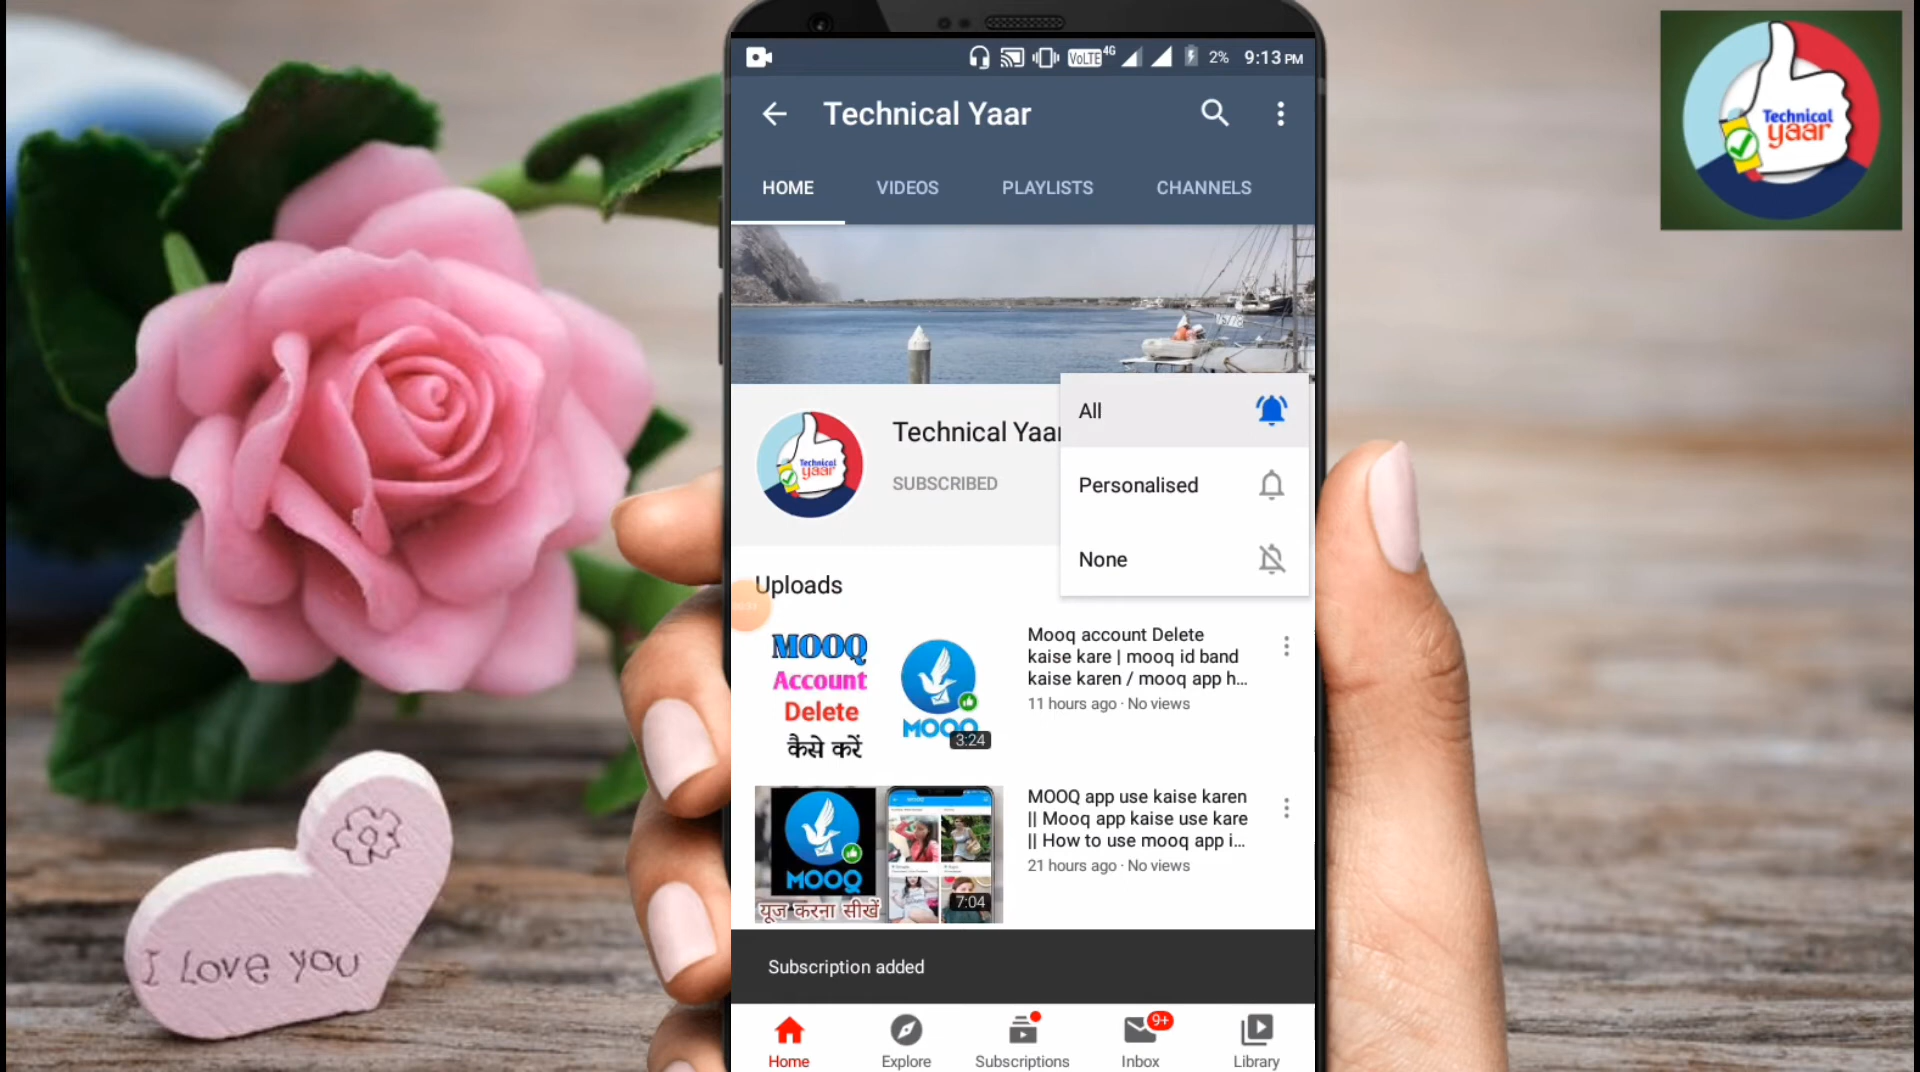 VoLTE 4G 2% 9:13 PM
Technical Yaar
HOME VIDEOS PLAYLISTS CHANNELS
Technical Yaar
SUBSCRIBED
Technical
yaar
All
Personalised
None
Uploads
MOOQ
Account
Delete
कैसे करें
MOOQ
3:24
Mooq account Delete
kaise kare | mooq id band
kaise karen / mooq app h...
11 hours ago · No views
MOOQ
यूज करना सीखें
7:04
MOOQ app use kaise karen
|| Mooq app kaise use kare
|| How to use mooq app i...
21 hours ago · No views
Subscription added
Home Explore Subscriptions Inbox Library
9+
Technical
yaar
I Love you